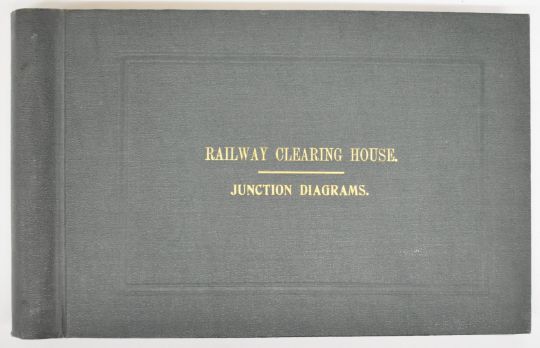 RAILWAY CLEARING HOUSE.
JUNCTION DIAGRAMS.